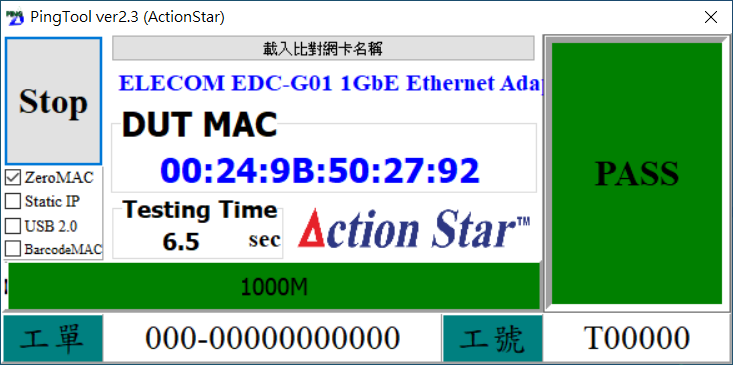 PingTool ver2.3 (ActionStar)
Stop
載入比對網卡名稱
ELECOM EDC-G01 1GbE Ethernet Ada
DUT MAC
00:24:9B:50:27:92
PASS
ZeroMAC
Static IP
USB 2.0
BarcodeMAC
Testing Time
6.5 sec
Action Star™
1000M
工單 000-00000000000 工號 T00000